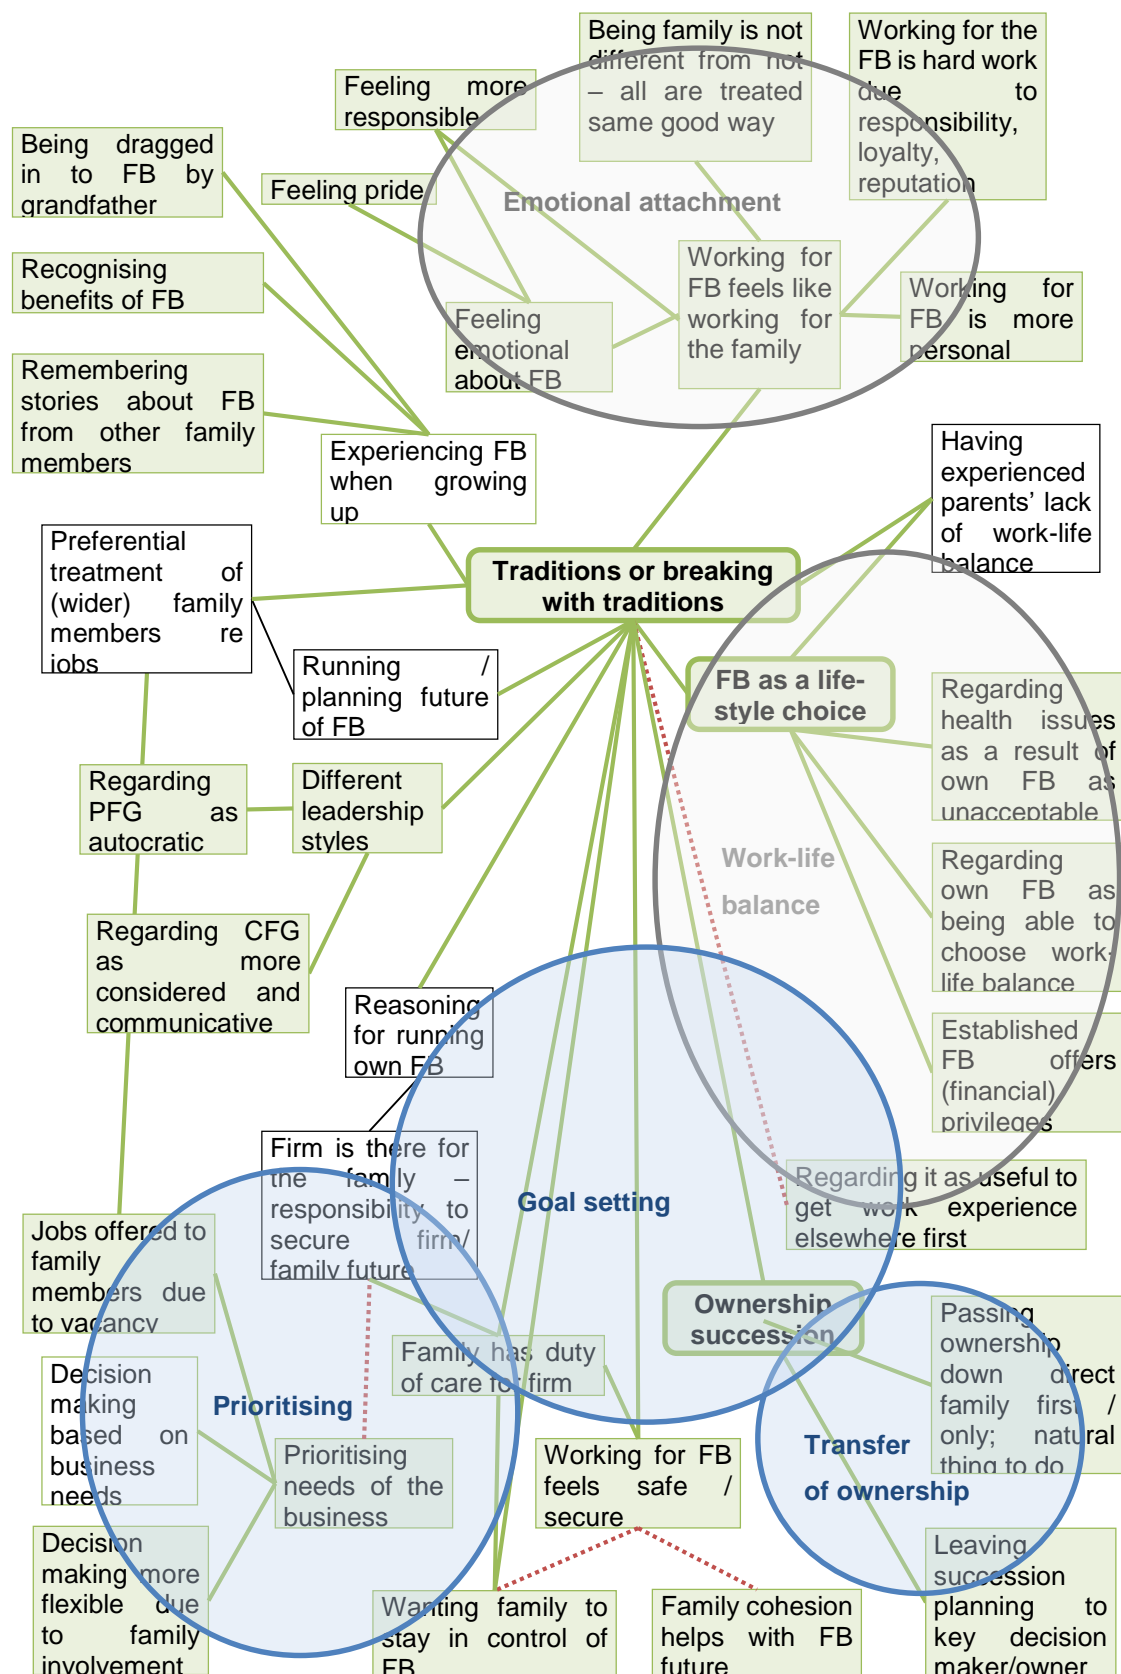 Being family is not
different from not
– all are treated
same good way
Working for the
FB is hard work
due to
responsibility,
loyalty,
reputation
Feeling more
responsible
Being dragged
in to FB by
grandfather
Feeling pride
Emotional attachment
Recognising
benefits of FB
Working for
FB feels like
working for
the family
Working for
FB is more
personal
Feeling
emotional
about FB
Remembering
stories about FB
from other family
members
Experiencing FB
when growing
up
Having
experienced
parents' lack
of work-life
balance
Preferential
treatment of
(wider) family
members re
jobs
Traditions or breaking
with traditions
Running /
planning future
of FB
FB as a life-
style choice
Regarding
health issues
as a result of
own FB as
unacceptable
Regarding
PFG as
autocratic
Different
leadership
styles
Work-life
balance
Regarding
own FB as
being able to
choose work-
life balance
Regarding CFG
as more
considered and
communicative
Reasoning
for running
own FB
Established
FB offers
(financial)
privileges
Firm is there for
the family –
responsibility to
secure firm/
family future
Goal setting
Regarding it as useful to
get work experience
elsewhere first
Jobs offered to
family
members due
to vacancy
Ownership
succession
Passing
ownership
down direct
family first /
only; natural
thing to do
Family has duty
of care for firm
Decision
making
based on
business
needs
Prioritising
Prioritising
needs of the
business
Working for FB
feels safe /
secure
Transfer
of ownership
Decision
making more
flexible due
to family
involvement
Wanting family to
stay in control of
FB
Family cohesion
helps with FB
future
Leaving
succession
planning to
key decision
maker/owner